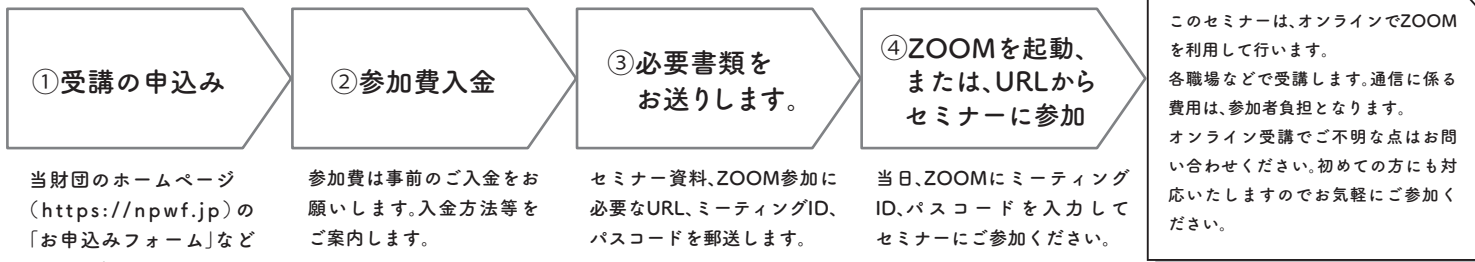 ①受講の申込み
当財団のホームページ
（https://npwf.jp）の
「お申込みフォーム」など
②参加費入金
参加費は事前のご入金をお
願いします。入金方法等を
ご案内します。
③必要書類を
お送りします。
セミナー資料、ZOOM参加に
必要なURL、ミーティングID、
パスコードを郵送します。
④ZOOMを起動、
または、URLから
セミナーに参加
当日、ZOOMにミーティング
ID、パスコードを入力して
セミナーにご参加ください。
このセミナーは、オンラインでZOOM
を利用して行います。
各職場などで受講します。通信に係る
費用は、参加者負担となります。
オンライン受講でご不明な点はお問
い合わせください。初めての方にも対
応いたしますのでお気軽にご参加く
ださい。